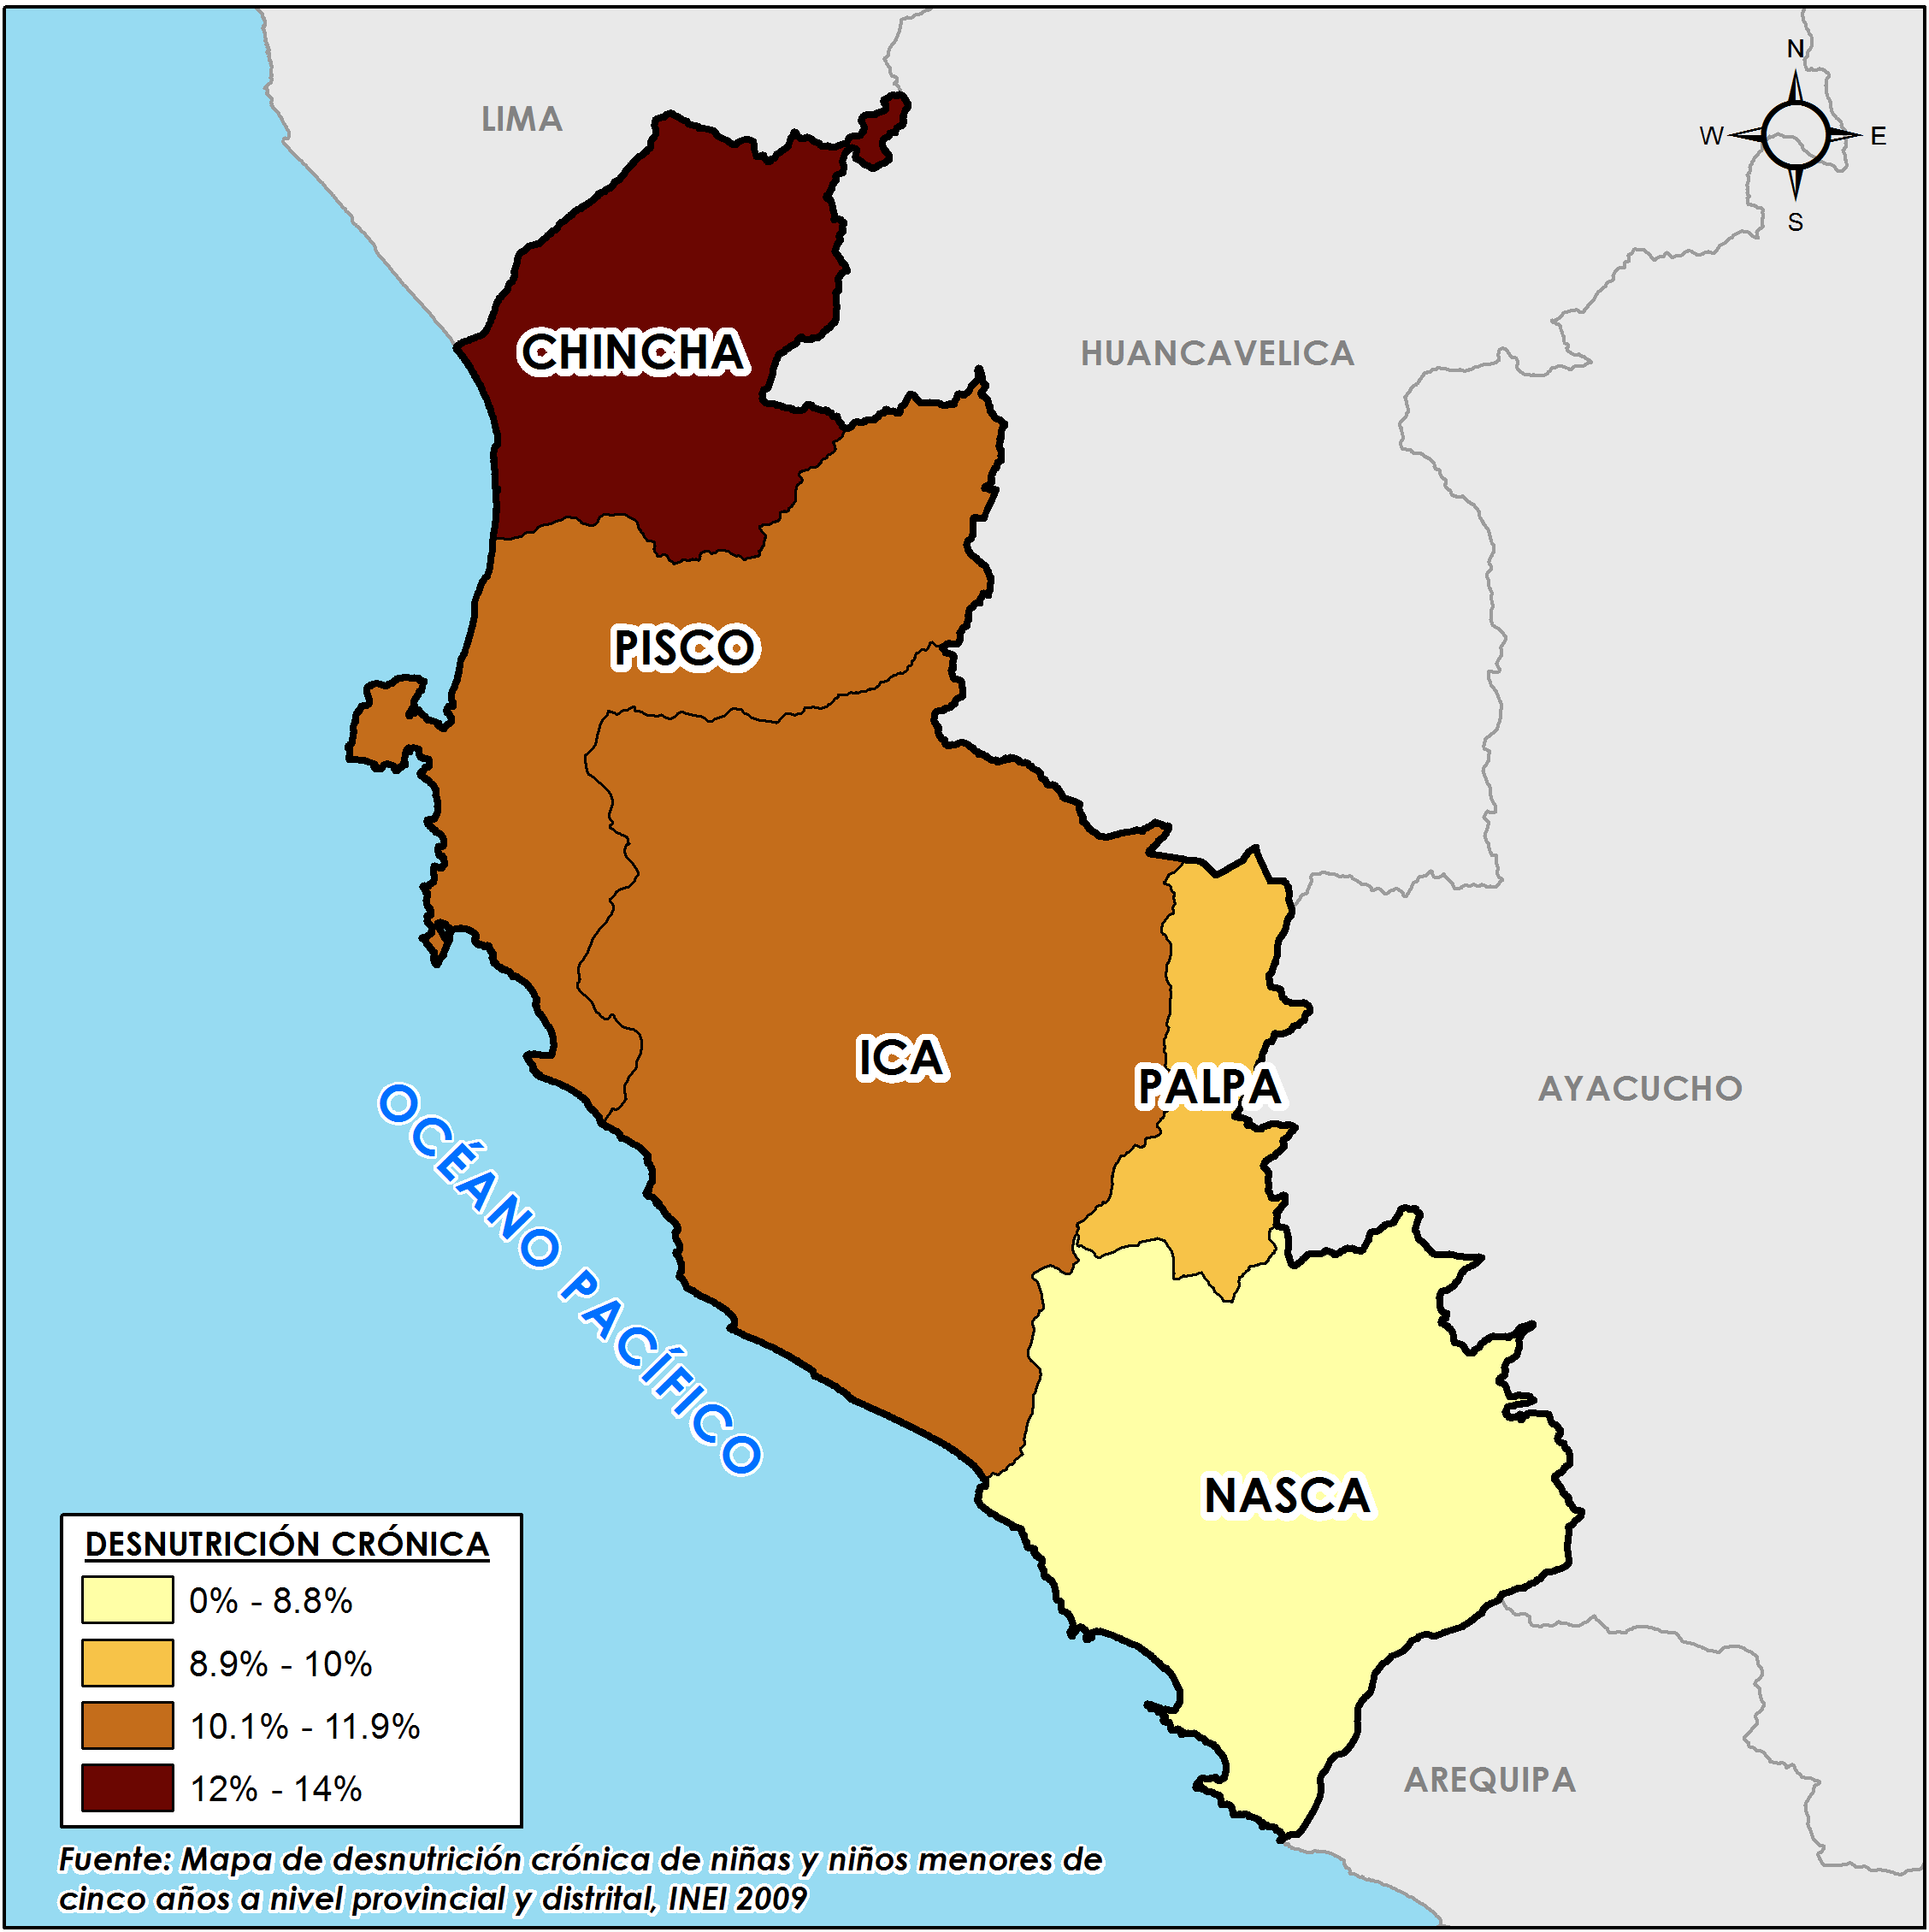 N
W E
S
LIMA
CHINCHA
HUANCAVELICA
PISCO
ICA
PALPA
AYACUCHO
OCÉANO PACÍFICO
NASCA
AREQUIPA
DESNUTRICIÓN CRÓNICA
0% - 8.8%
8.9% - 10%
10.1% - 11.9%
12% - 14%
Fuente: Mapa de desnutrición crónica de niñas y niños menores de
cinco años a nivel provincial y distrital, INEI 2009